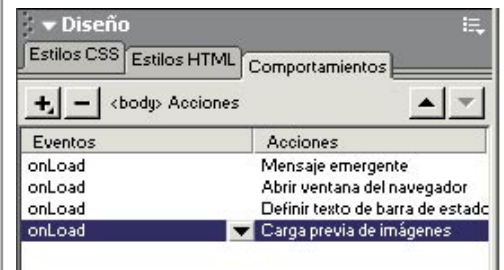 Diseño
Estilos CSS Estilos HTML Comportamientos
+ - <body> Acciones
Eventos Acciones
onLoad Mensaje emergente
onLoad Abrir ventana del navegador
onLoad Definir texto de barra de estado
onLoad Carga previa de imágenes